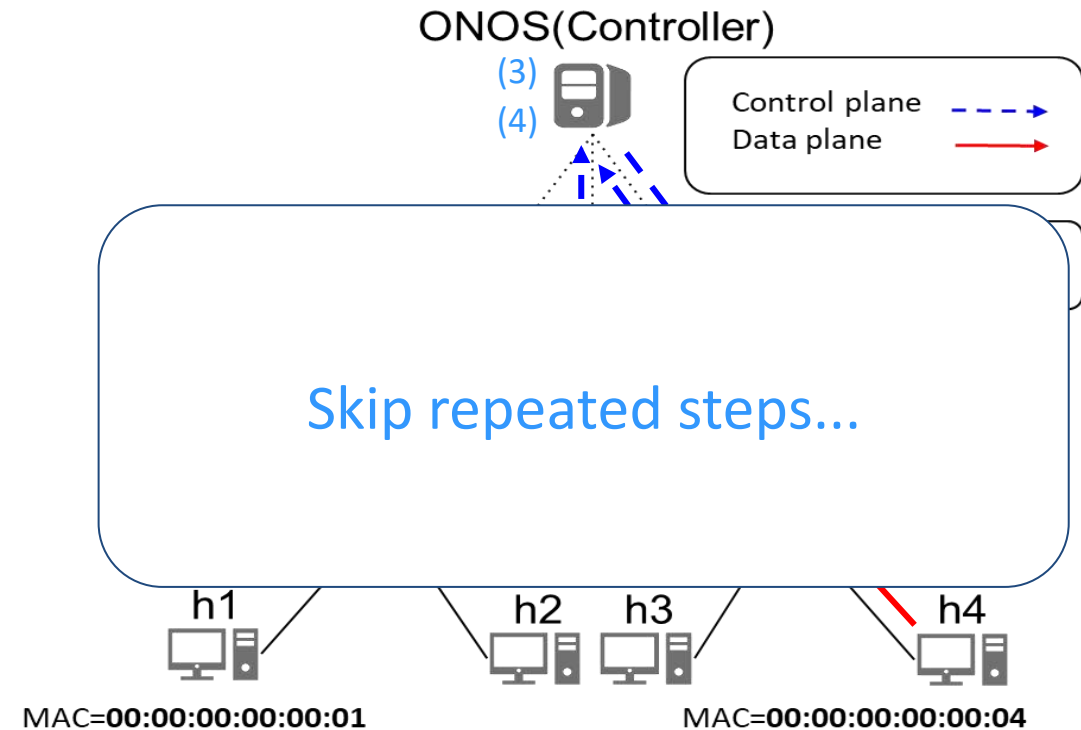 ONOS(Controller)
(3)
(4)
Control plane
Data plane
Skip repeated steps...
h1
h2
h3
h4
MAC=00:00:00:00:00:01
MAC=00:00:00:00:00:04